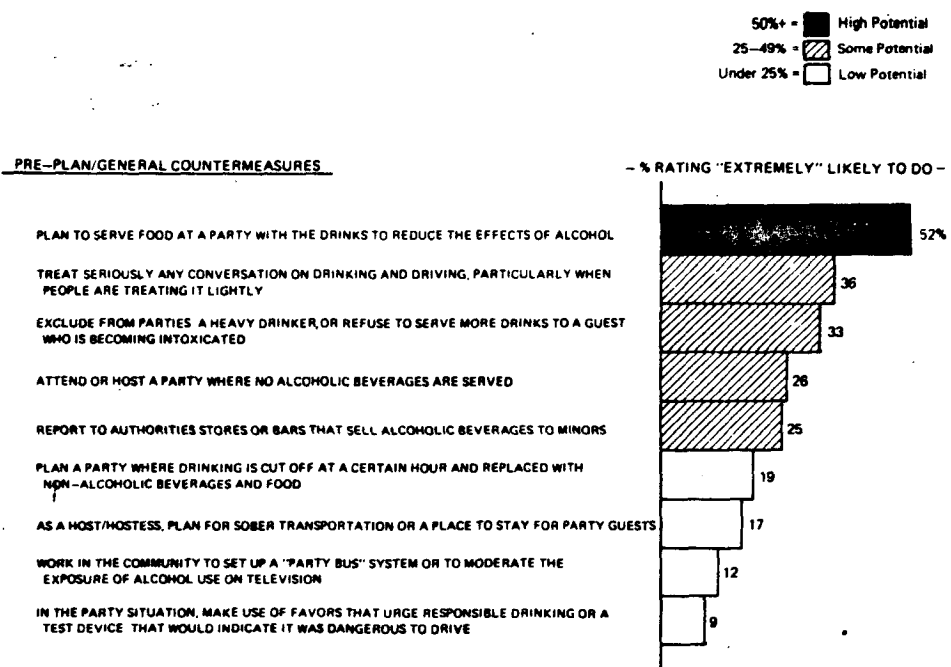 50%+ = High Potential
25–49% = Some Potential
Under 25% = Low Potential
PRE–PLAN/GENERAL COUNTERMEASURES
– % RATING "EXTREMELY" LIKELY TO DO –
PLAN TO SERVE FOOD AT A PARTY WITH THE DRINKS TO REDUCE THE EFFECTS OF ALCOHOL
52%
TREAT SERIOUSLY ANY CONVERSATION ON DRINKING AND DRIVING, PARTICULARLY WHEN
PEOPLE ARE TREATING IT LIGHTLY
36
EXCLUDE FROM PARTIES A HEAVY DRINKER, OR REFUSE TO SERVE MORE DRINKS TO A GUEST
WHO IS BECOMING INTOXICATED
33
ATTEND OR HOST A PARTY WHERE NO ALCOHOLIC BEVERAGES ARE SERVED
26
REPORT TO AUTHORITIES STORES OR BARS THAT SELL ALCOHOLIC BEVERAGES TO MINORS
25
PLAN A PARTY WHERE DRINKING IS CUT OFF AT A CERTAIN HOUR AND REPLACED WITH
NON–ALCOHOLIC BEVERAGES AND FOOD
19
AS A HOST/HOSTESS, PLAN FOR SOBER TRANSPORTATION OR A PLACE TO STAY FOR PARTY GUESTS
17
WORK IN THE COMMUNITY TO SET UP A "PARTY BUS" SYSTEM OR TO MODERATE THE
EXPOSURE OF ALCOHOL USE ON TELEVISION
12
IN THE PARTY SITUATION, MAKE USE OF FAVORS THAT URGE RESPONSIBLE DRINKING OR A
TEST DEVICE THAT WOULD INDICATE IT WAS DANGEROUS TO DRIVE
9